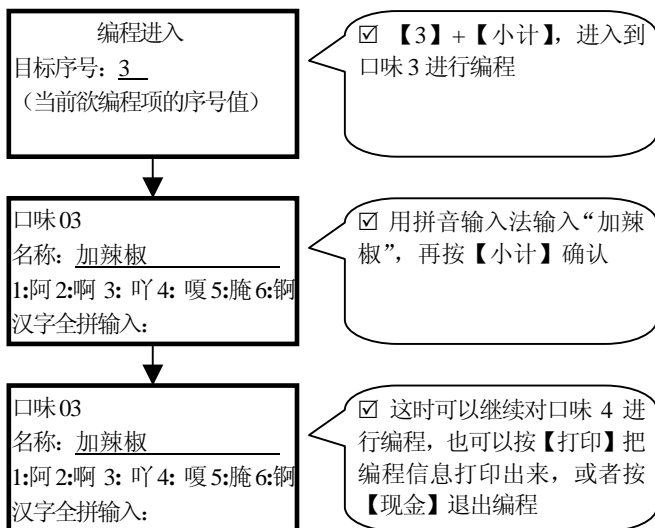 编程进入
目标序号：3
（当前欲编程项的序号值）
☑ 【3】+【小计】，进入到
口味 3 进行编程
口味 03
名称：加辣椒
1:阿 2:啊 3: 吖 4: 嗄 5:腌 6:锕
汉字全拼输入：
☑ 用拼音输入法输入“加辣
椒”，再按【小计】确认
口味 03
名称：加辣椒
1:阿 2:啊 3: 吖 4: 嗄 5:腌 6:锕
汉字全拼输入：
☑ 这时可以继续对口味 4 进
行编程，也可以按【打印】把
编程信息打印出来，或者按
【现金】退出编程